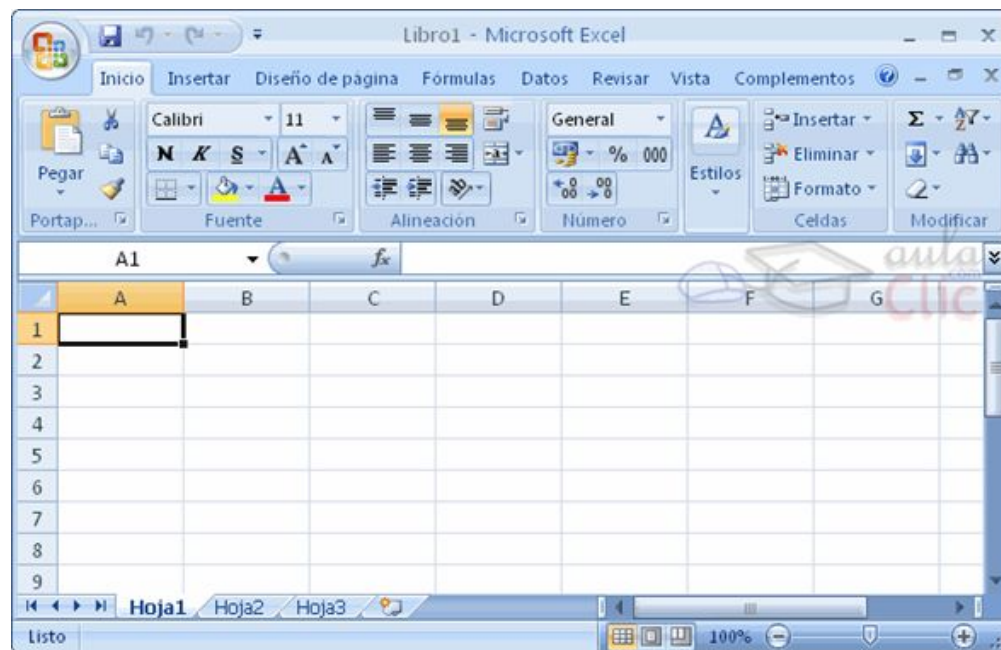 Libro1 - Microsoft Excel
Inicio Insertar Diseño de página Fórmulas Datos Revisar Vista Complementos
Calibri 11 General Insertar Σ
N K S A A % 000 Eliminar
Pegar A Estilos Formato
Portap... Fuente Alineación Número Celdas Modificar
A1 fx
aula
.com
Clic
A B C D E F G
1
2
3
4
5
6
7
8
9
Hoja1 Hoja2 Hoja3
Listo 100%